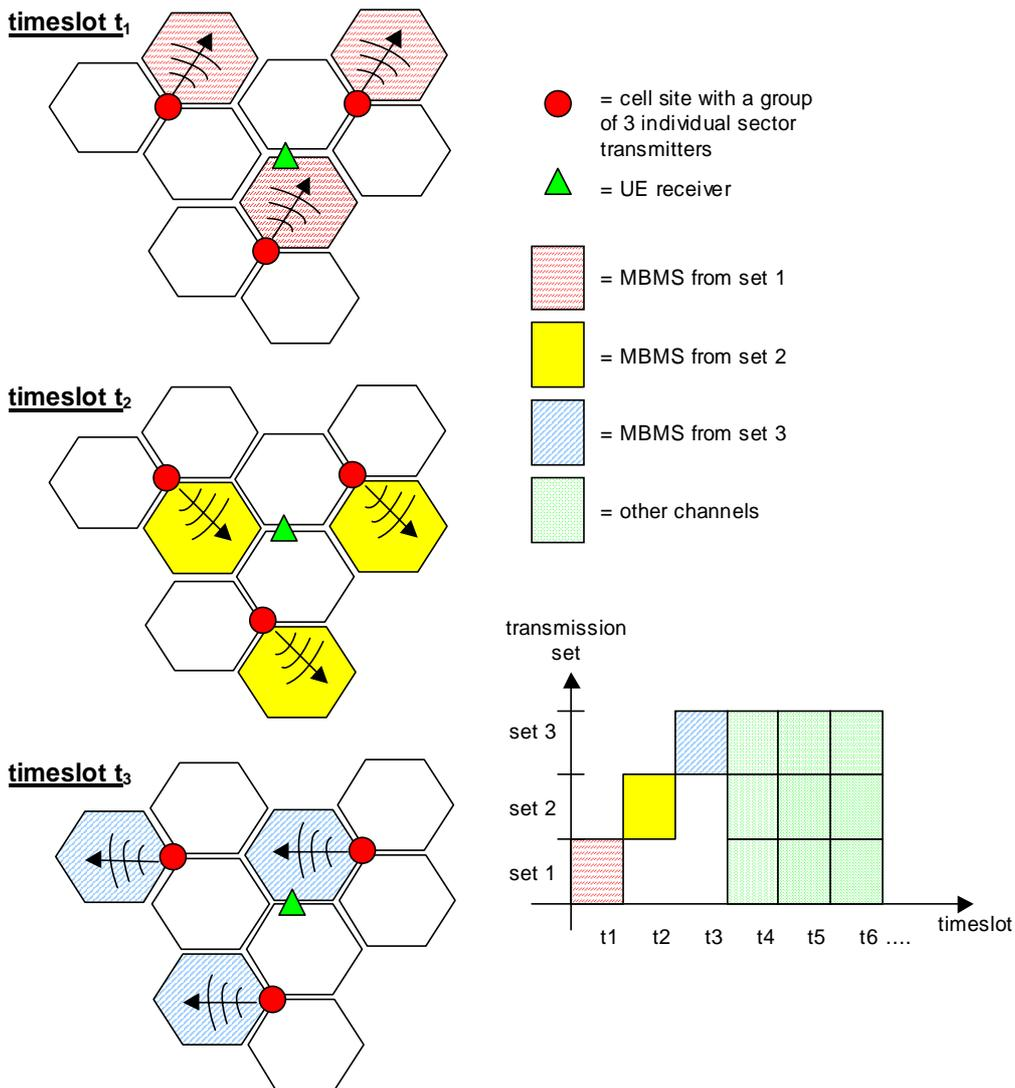 timeslot t1
= cell site with a group
of 3 individual sector
transmitters
= UE receiver
= MBMS from set 1
= MBMS from set 2
= MBMS from set 3
= other channels
timeslot t2
timeslot t3
transmission
set
set 3
set 2
set 1
timeslot
t1 t2 t3 t4 t5 t6 ....